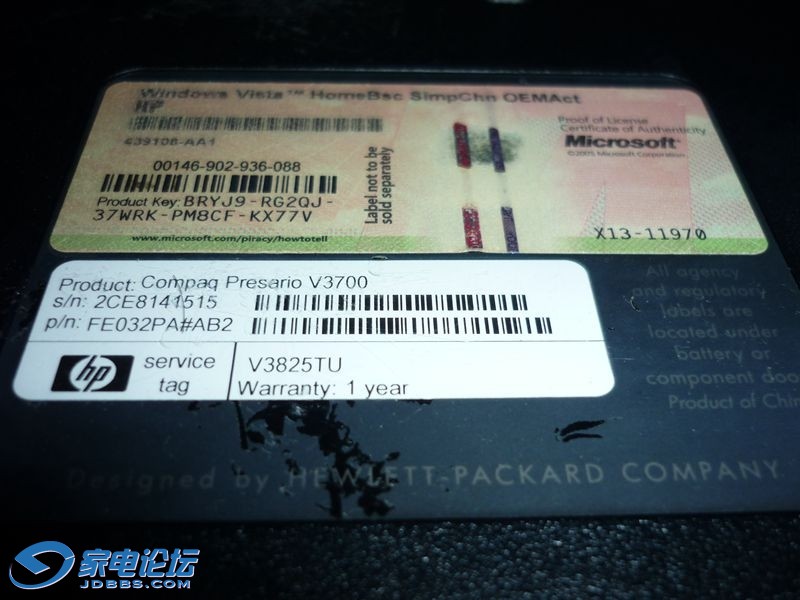 Windows Vista™ HomeBsc SimpChn OEMAct
HP
439108-AA1
00146-902-936-088
Product Key: BRYJ9-RG2QJ-
37WRK-PM8CF-KX77V
www.microsoft.com/piracy/howtotell
Label not to be
sold separately
Proof of License
Certificate of Authenticity
Microsoft®
©2005 Microsoft Corporation
X13-11970
Product: Compaq Presario V3700
s/n: 2CE8141515
p/n: FE032PA#AB2
hp
service
tag
V3825TU
Warranty: 1 year
All agency
and regulatory
labels are
located under
battery or
component doo
Product of Chin
Designed by HEWLETT-PACKARD COMPANY
家电论坛
JDBBS.COM